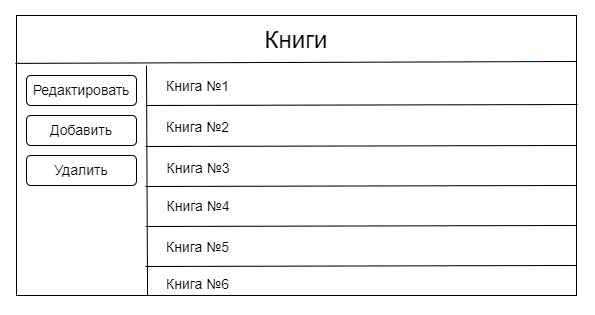 Книги
Редактировать
Добавить
Удалить
Книга №1
Книга №2
Книга №3
Книга №4
Книга №5
Книга №6